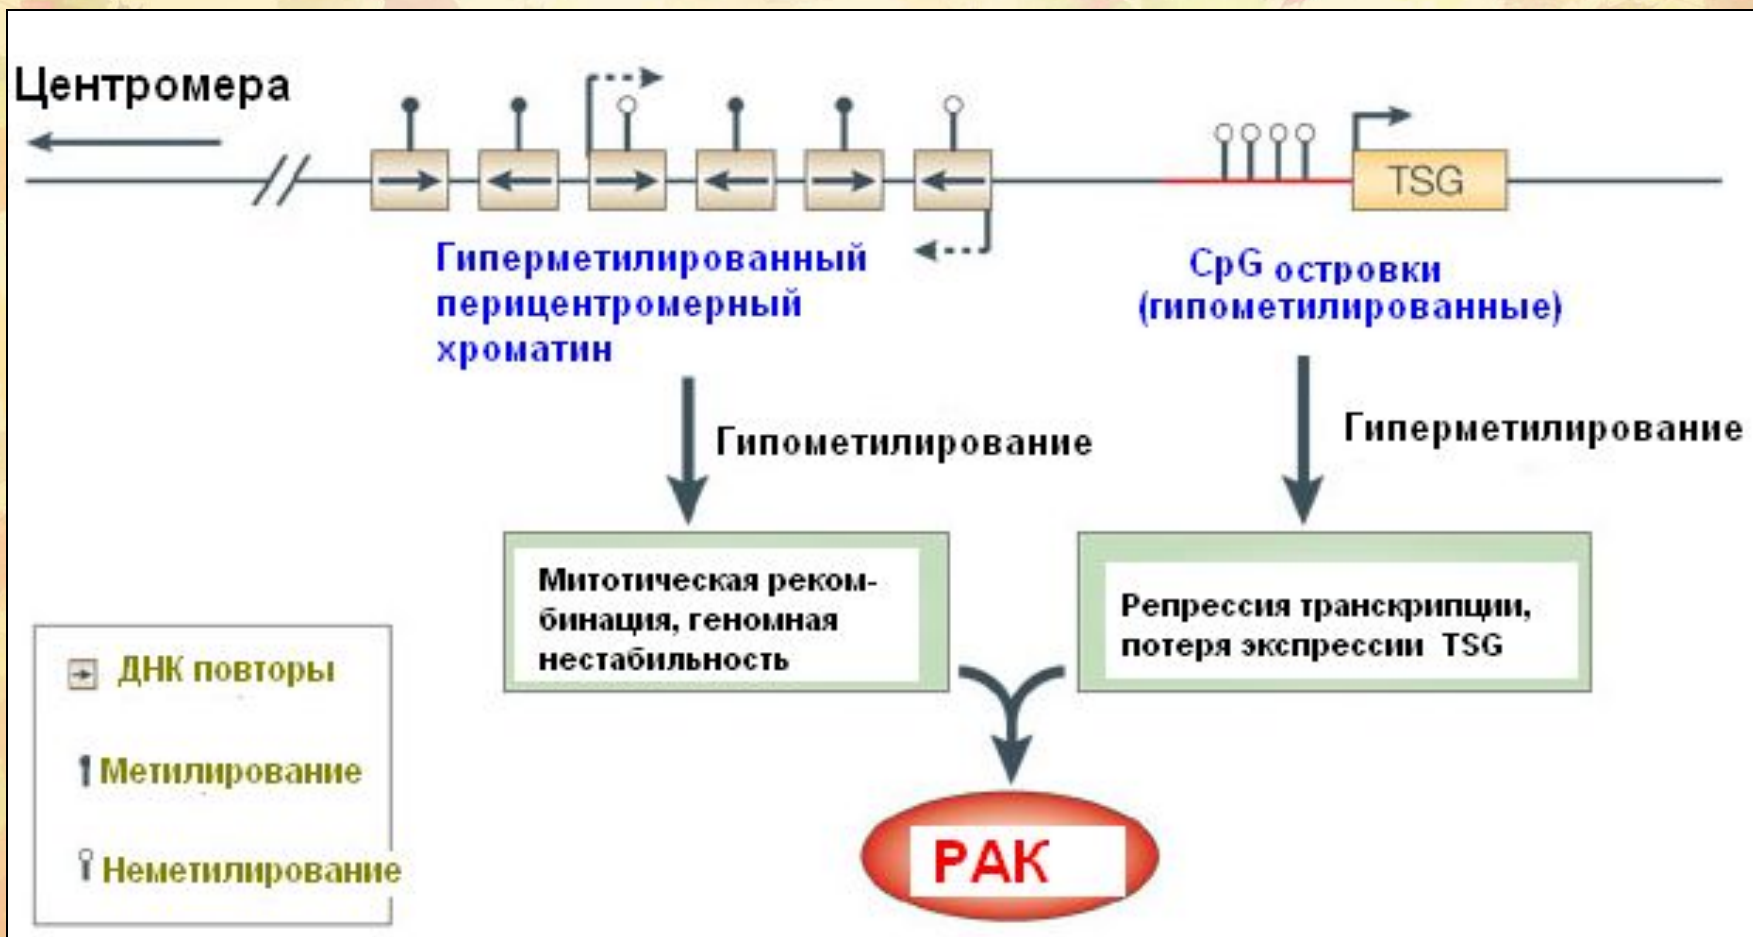 Центромера
TSG
Гиперметилированный
перицентромерный
хроматин
CpG островки
(гипометилированные)
Гипометилирование
Гиперметилирование
Митотическая реком-
бинация, геномная
нестабильность
Репрессия транскрипции,
потеря экспрессии TSG
ДНК повторы
Метилирование
Неметилирование
РАК